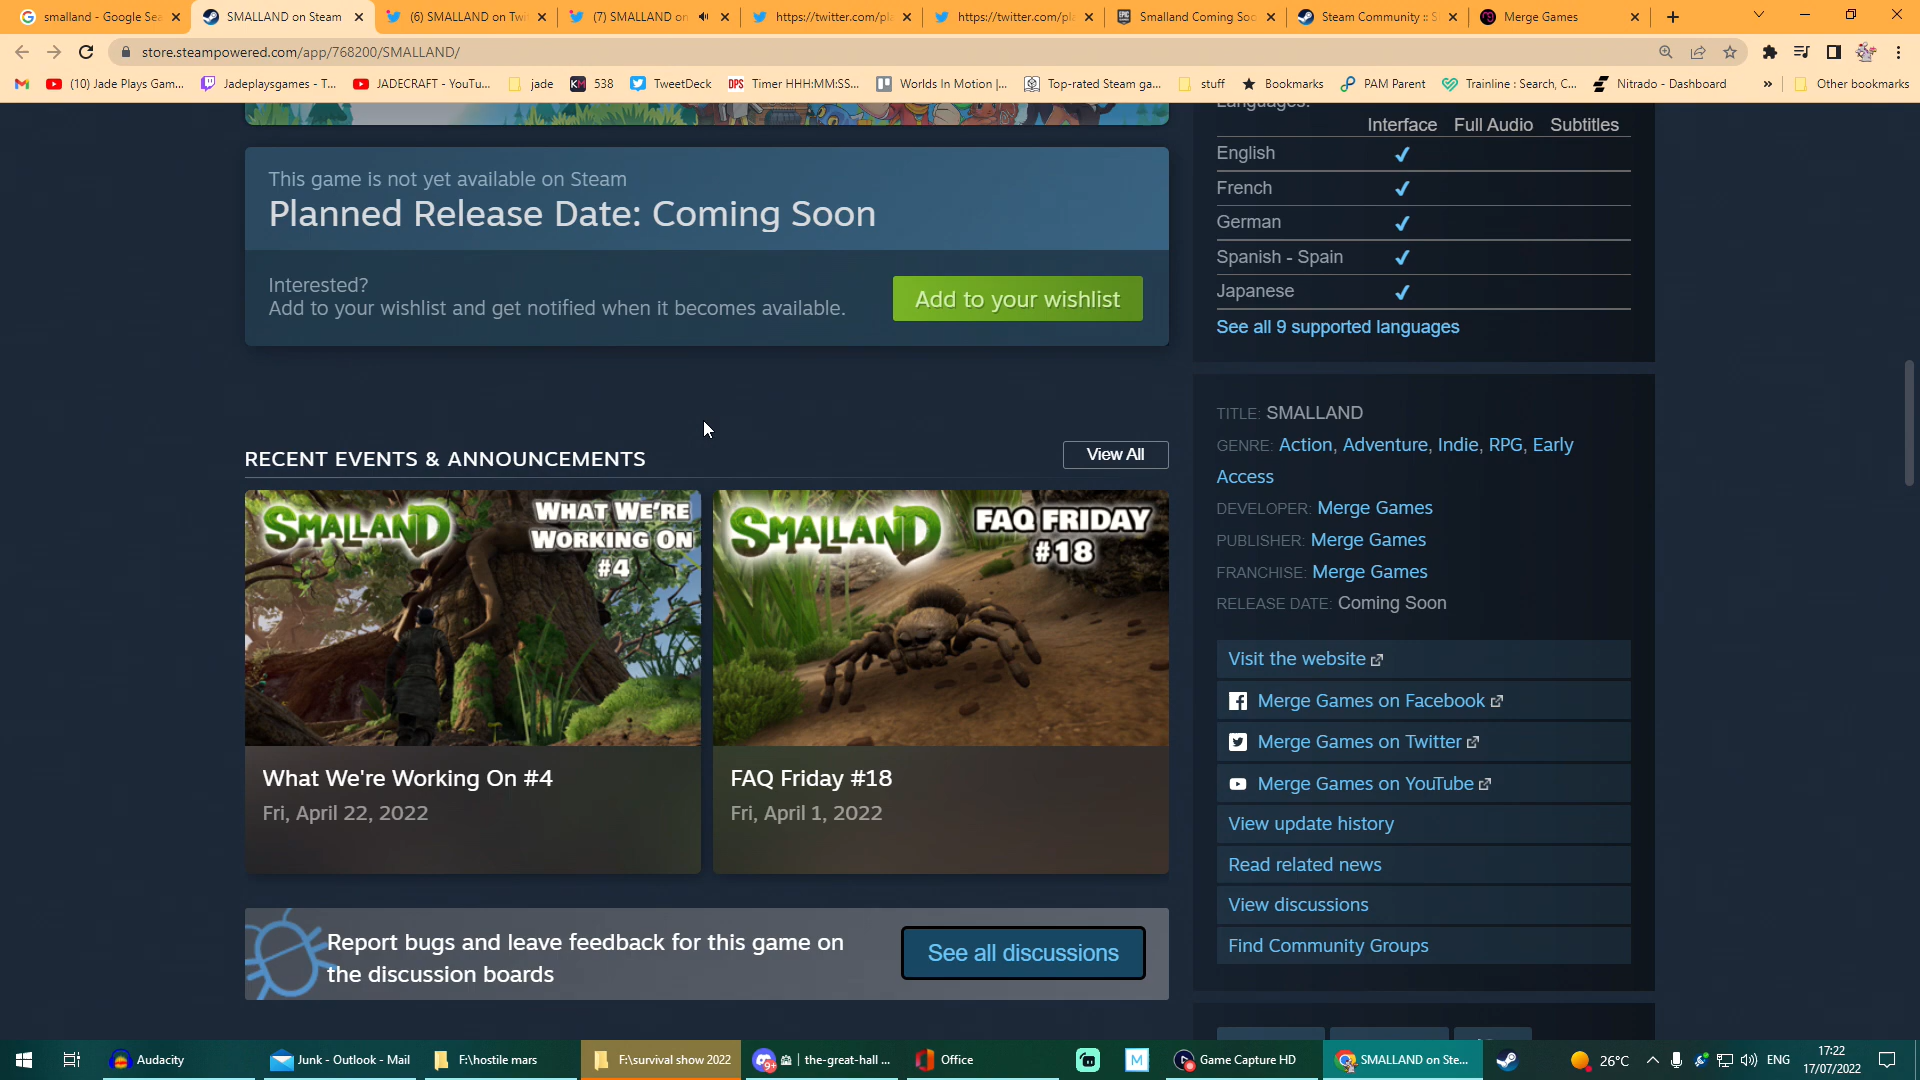 smalland - Google Sea
SMALLAND on Steam
(6) SMALLAND on Twi
(7) SMALLAND on
https://twitter.com/pla
https://twitter.com/pla
Smalland Coming Soo
Steam Community :: S
Merge Games
store.steampowered.com/app/768200/SMALLAND/
(10) Jade Plays Gam...
Jadeplaysgames - T...
JADECRAFT - YouTu...
jade
538
TweetDeck
Timer HHH:MM:SS...
Worlds In Motion |...
Top-rated Steam ga...
stuff
Bookmarks
PAM Parent
Trainline : Search, C...
Nitrado - Dashboard
»
Other bookmarks
This game is not yet available on Steam
Planned Release Date: Coming Soon
Interested?
Add to your wishlist and get notified when it becomes available.
Add to your wishlist
RECENT EVENTS & ANNOUNCEMENTS
View All
SMALLAND
WHAT WE'RE
WORKING ON
#4
What We're Working On #4
Fri, April 22, 2022
SMALLAND
FAQ FRIDAY
#18
FAQ Friday #18
Fri, April 1, 2022
Report bugs and leave feedback for this game on
the discussion boards
See all discussions
Languages:
Interface Full Audio Subtitles
English ✓
French ✓
German ✓
Spanish - Spain ✓
Japanese ✓
See all 9 supported languages
TITLE: SMALLAND
GENRE: Action, Adventure, Indie, RPG, Early
Access
DEVELOPER: Merge Games
PUBLISHER: Merge Games
FRANCHISE: Merge Games
RELEASE DATE: Coming Soon
Visit the website
Merge Games on Facebook
Merge Games on Twitter
Merge Games on YouTube
View update history
Read related news
View discussions
Find Community Groups
Audacity
Junk - Outlook - Mail
F:\hostile mars
F:\survival show 2022
9+
| the-great-hall ...
Office
M
Game Capture HD
SMALLAND on Ste...
26°C
ENG
17:22
17/07/2022